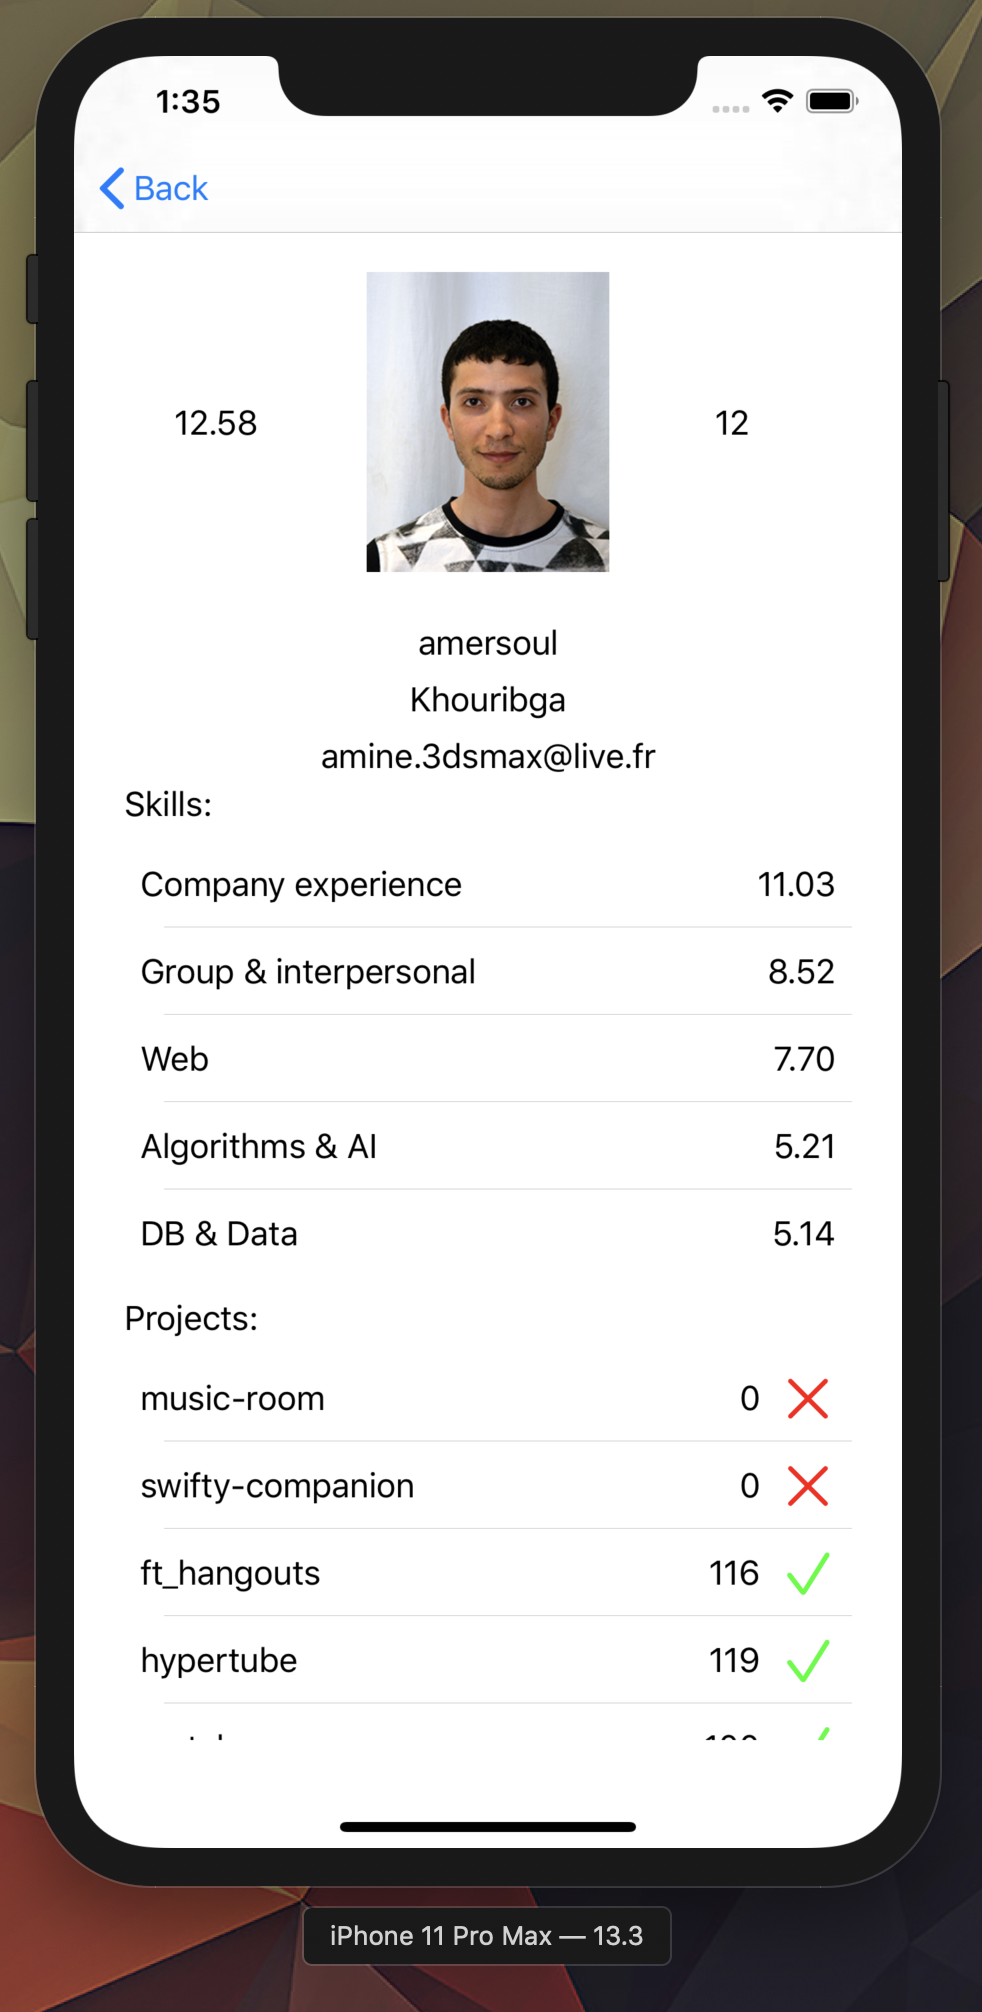 1:35
Back
12.58
12
amersoul
Khouribga
amine.3dsmax@live.fr
Skills:
Company experience 11.03
Group & interpersonal 8.52
Web 7.70
Algorithms & AI 5.21
DB & Data 5.14
Projects:
music-room 0
swifty-companion 0
ft_hangouts 116
hypertube 119
iPhone 11 Pro Max — 13.3